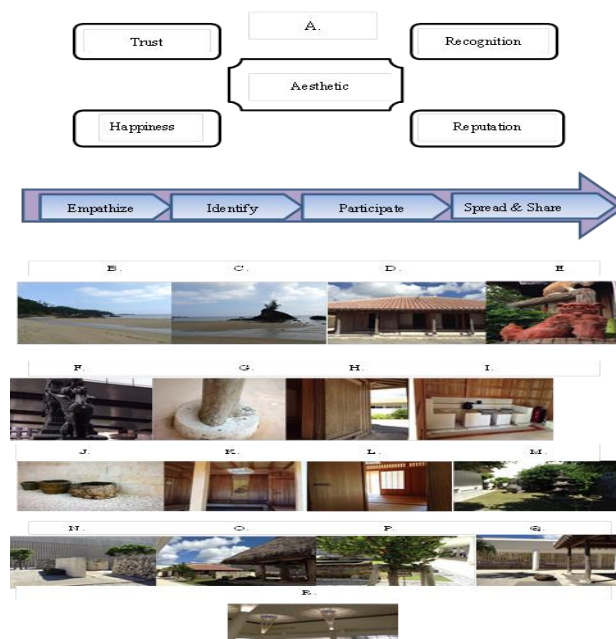 A.
Trust
Recognition
Aesthetic
Happiness
Reputation
Empathize
Identify
Participate
Spread & Share
B. C. D. E
F. G. H. I.
J. K. L. M.
N. O. P. Q.
R.